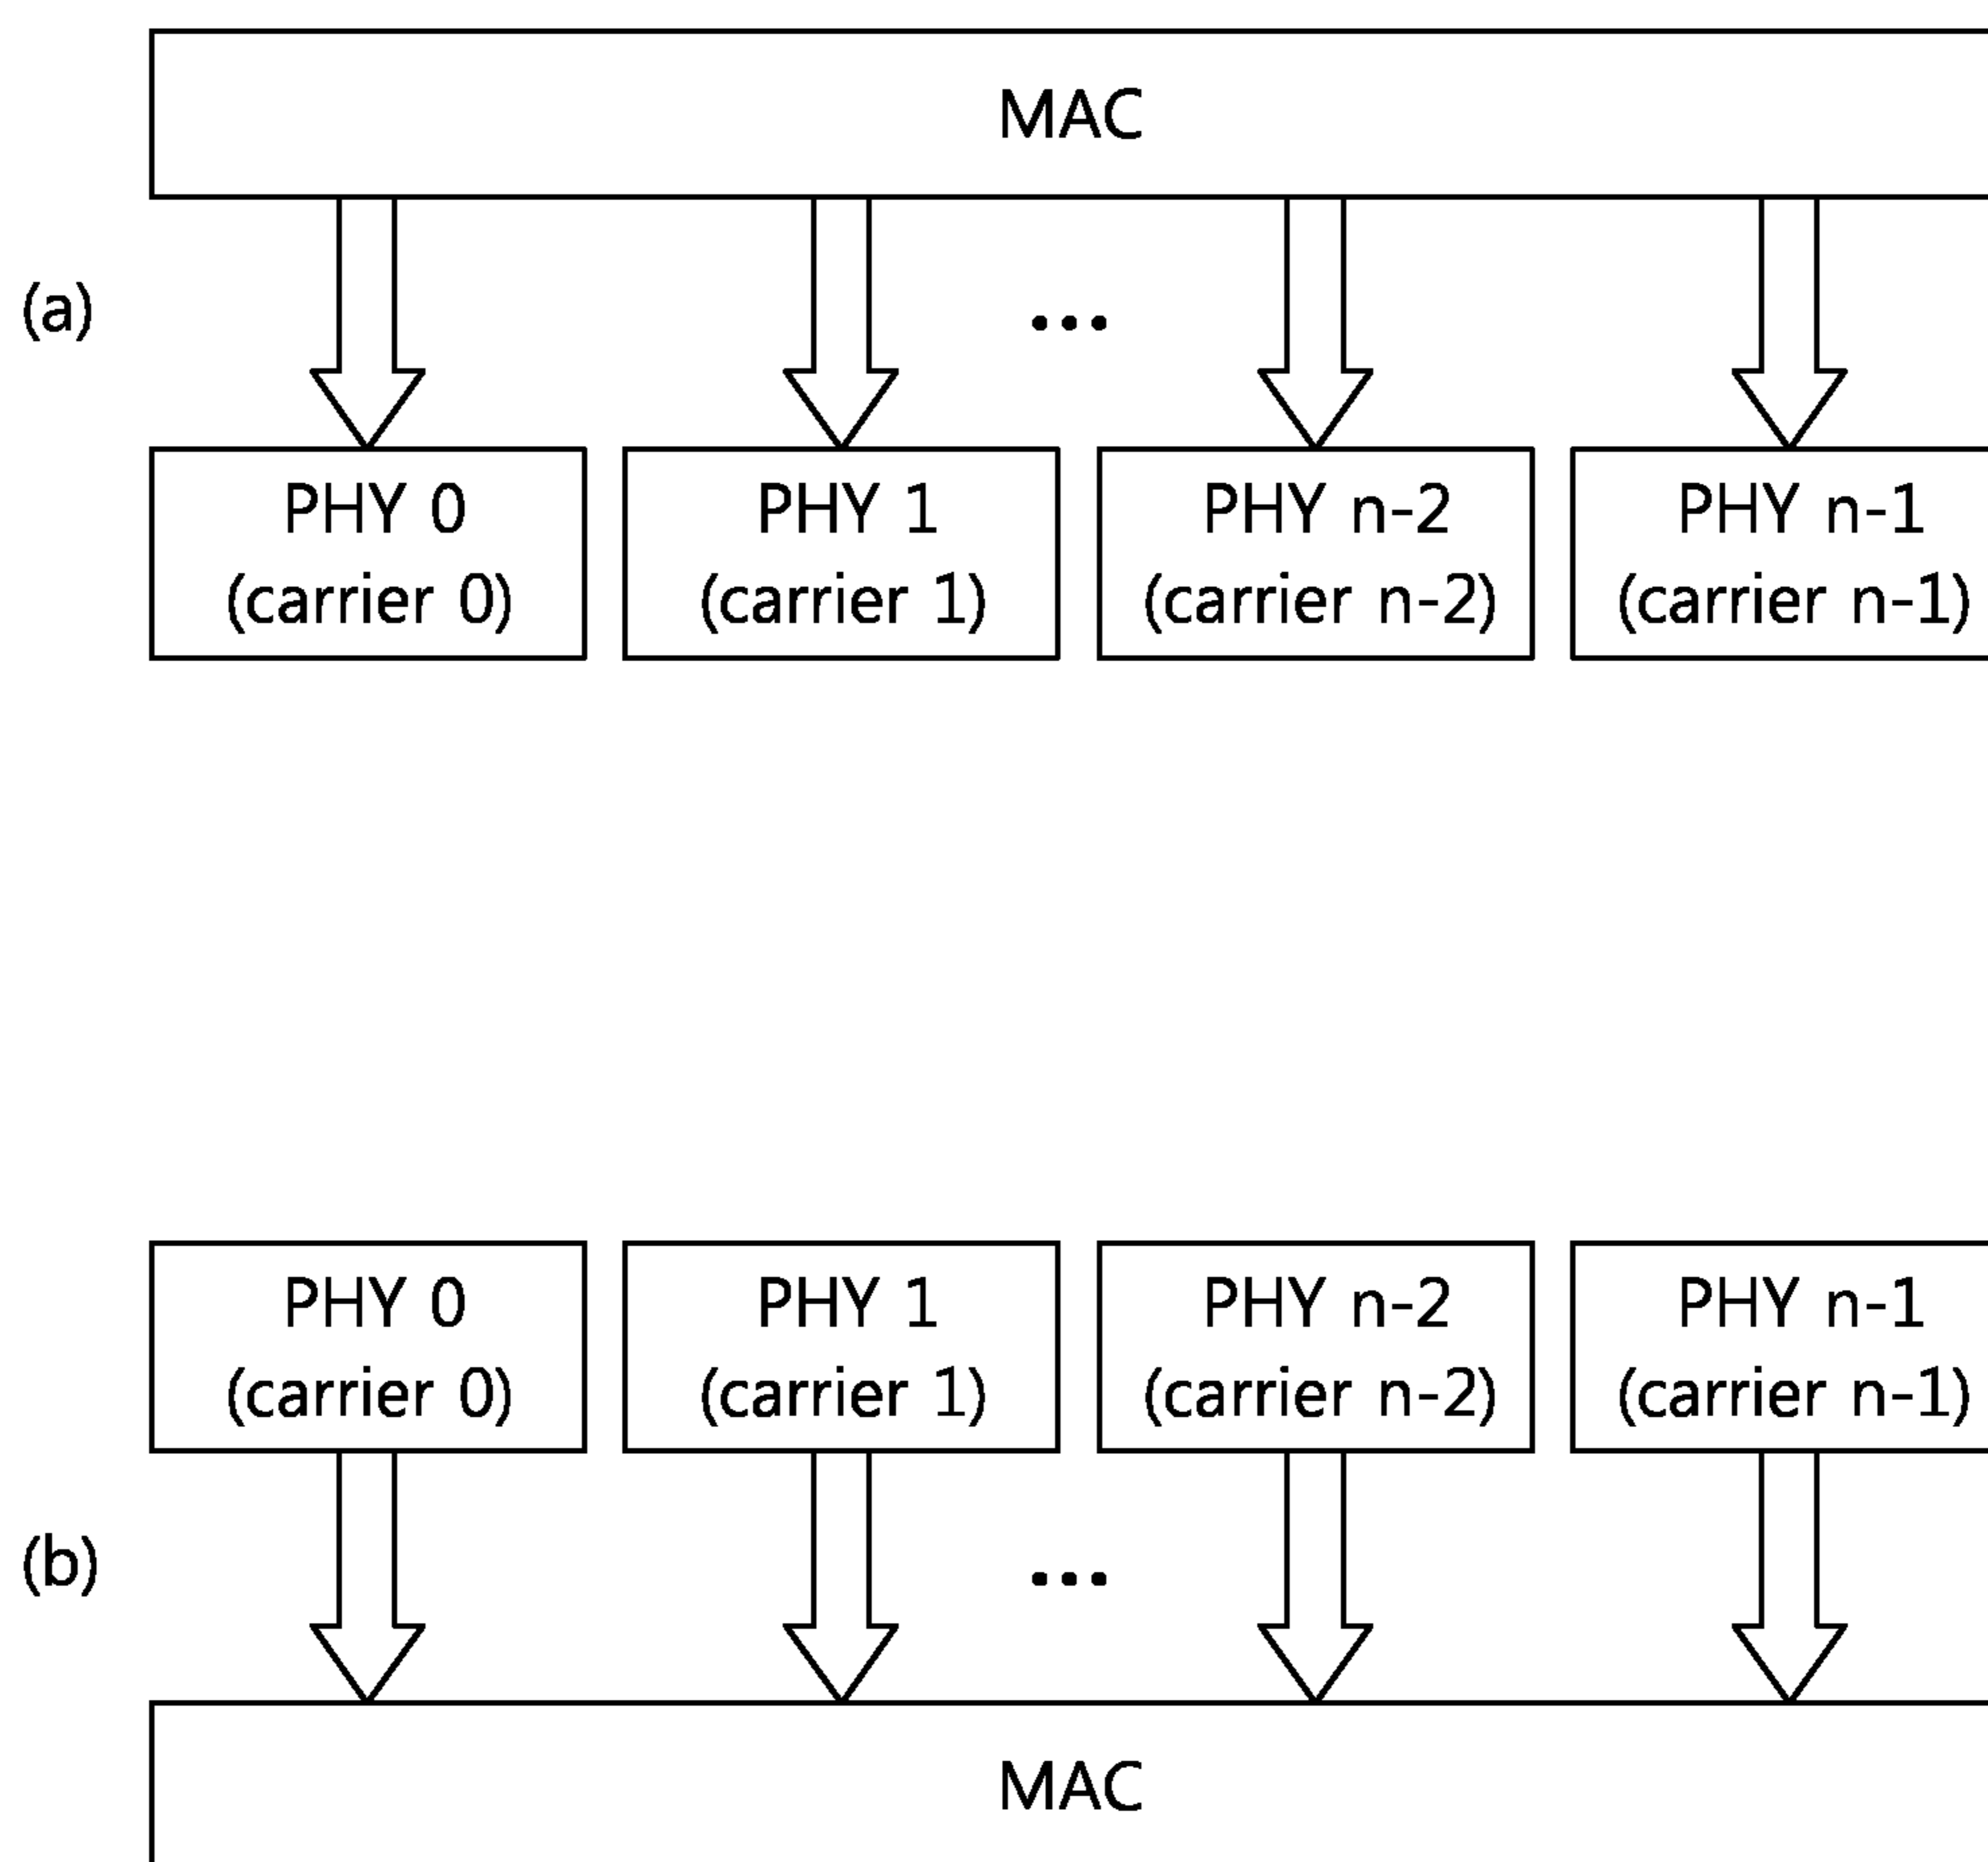 MAC
(a)
...
PHY 0
(carrier 0)
PHY 1
(carrier 1)
PHY n-2
(carrier n-2)
PHY n-1
(carrier n-1)
PHY 0
(carrier 0)
PHY 1
(carrier 1)
PHY n-2
(carrier n-2)
PHY n-1
(carrier n-1)
(b)
...
MAC